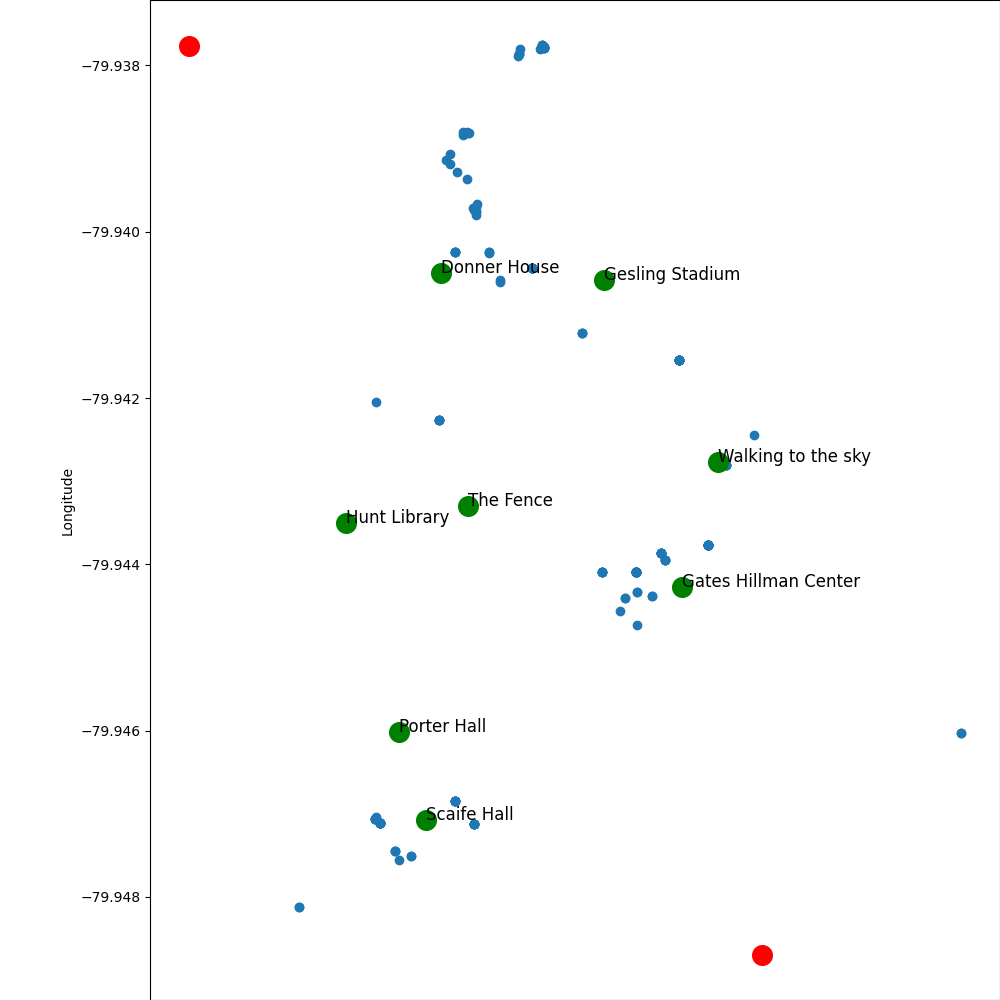 −79.938
−79.940
Donner House
Gesling Stadium
−79.942
Walking to the sky
Longitude
The Fence
Hunt Library
−79.944
Gates Hillman Center
−79.946
Porter Hall
Scaife Hall
−79.948